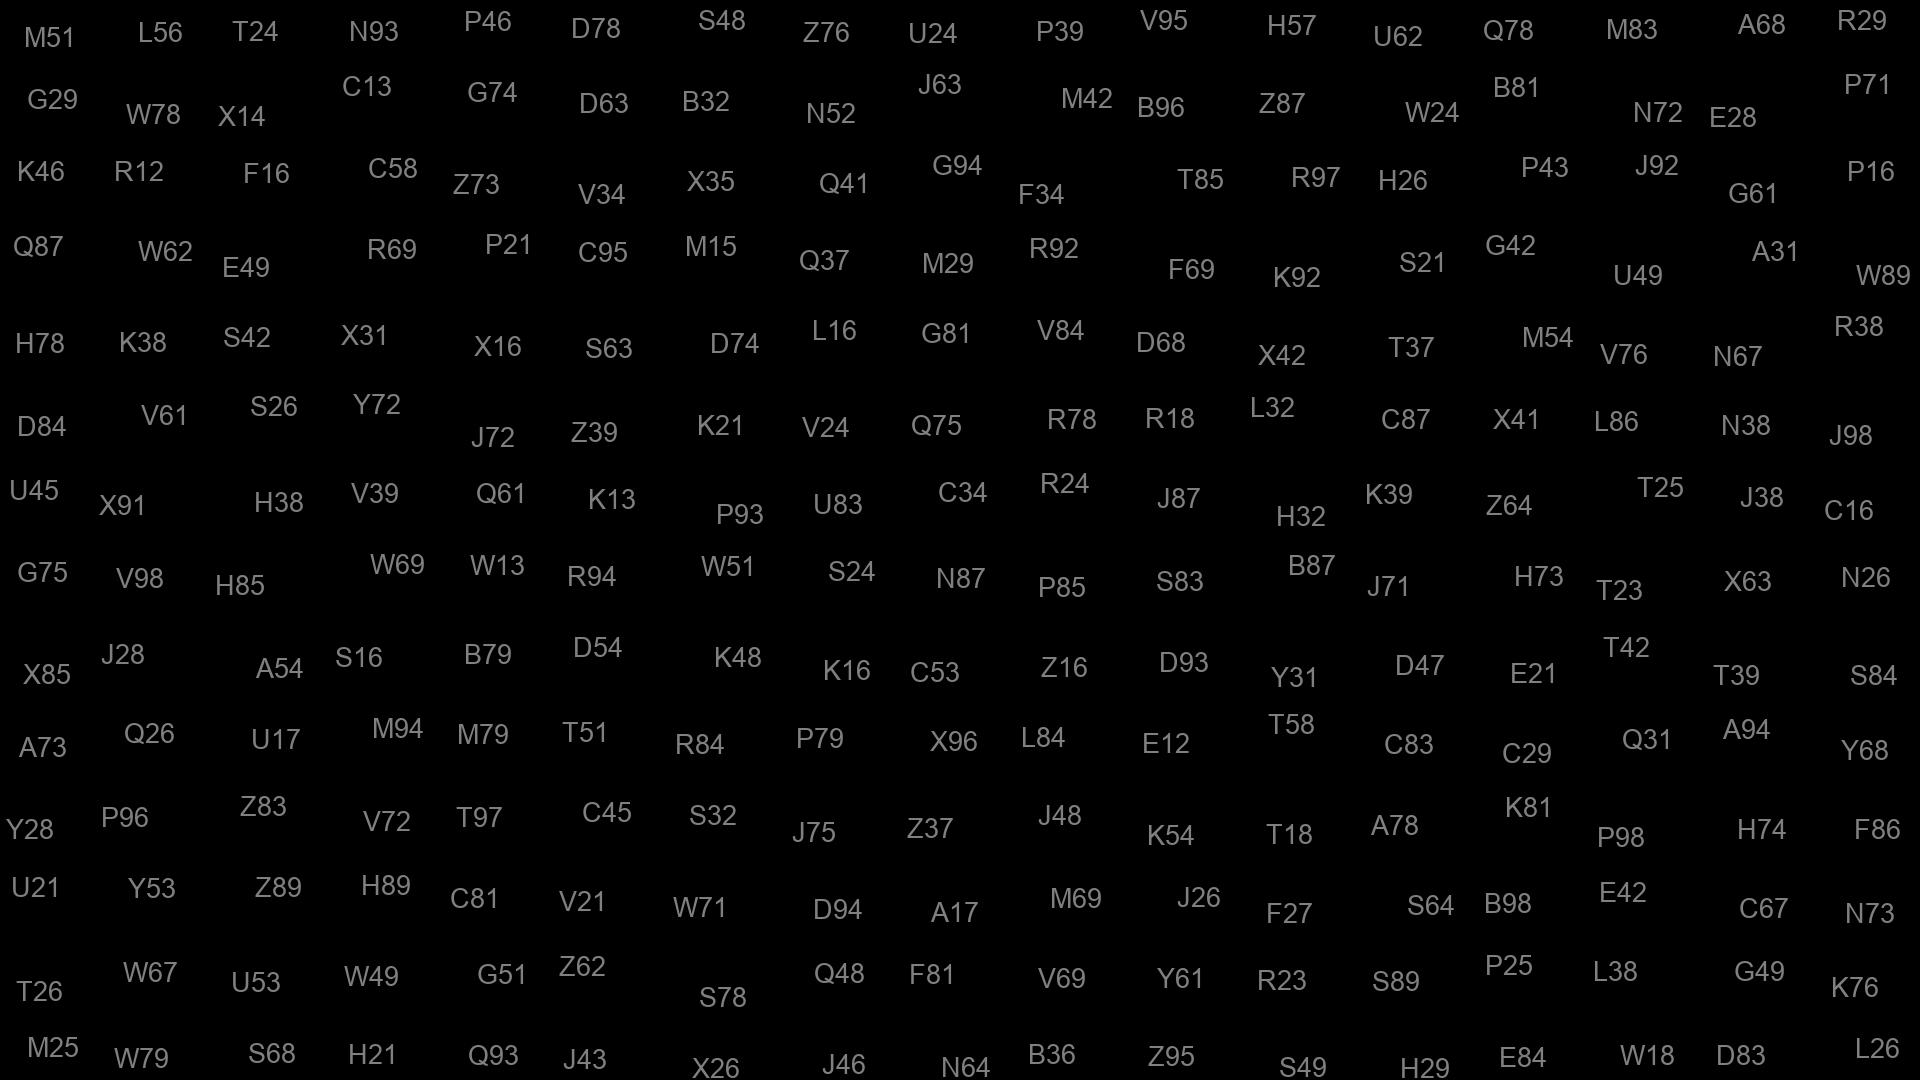 M51 L56 T24 N93 P46 D78 S48 Z76 U24 P39 V95 H57 U62 Q78 M83 A68 R29
G29 W78 X14 C13 G74 D63 B32 N52 J63 M42 B96 Z87 W24 B81 N72 E28 P71
K46 R12 F16 C58 Z73 V34 X35 Q41 G94 F34 T85 R97 H26 P43 J92 G61 P16
Q87 W62 E49 R69 P21 C95 M15 Q37 M29 R92 F69 K92 S21 G42 U49 A31 W89
H78 K38 S42 X31 X16 S63 D74 L16 G81 V84 D68 X42 T37 M54 V76 N67 R38
D84 V61 S26 Y72 J72 Z39 K21 V24 Q75 R78 R18 L32 C87 X41 L86 N38 J98
U45 X91 H38 V39 Q61 K13 P93 U83 C34 R24 J87 H32 K39 Z64 T25 J38 C16
G75 V98 H85 W69 W13 R94 W51 S24 N87 P85 S83 B87 J71 H73 T23 X63 N26
X85 J28 A54 S16 B79 D54 K48 K16 C53 Z16 D93 Y31 D47 E21 T42 T39 S84
A73 Q26 U17 M94 M79 T51 R84 P79 X96 L84 E12 T58 C83 C29 Q31 A94 Y68
Y28 P96 Z83 V72 T97 C45 S32 J75 Z37 J48 K54 T18 A78 K81 P98 H74 F86
U21 Y53 Z89 H89 C81 V21 W71 D94 A17 M69 J26 F27 S64 B98 E42 C67 N73
T26 W67 U53 W49 G51 Z62 S78 Q48 F81 V69 Y61 R23 S89 P25 L38 G49 K76
M25 W79 S68 H21 Q93 J43 X26 J46 N64 B36 Z95 S49 H29 E84 W18 D83 L26